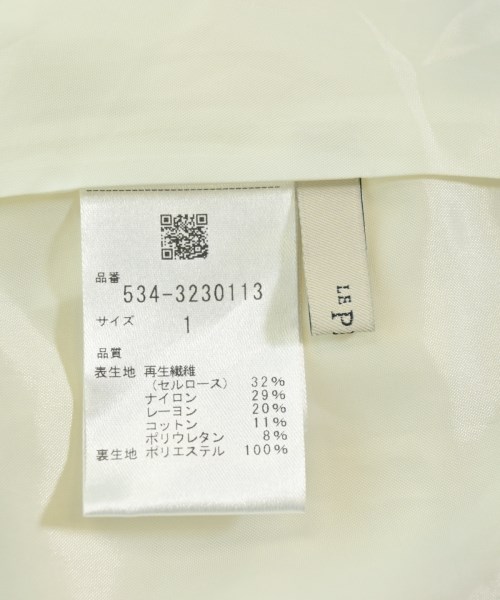 品番
534-3230113
サイズ 1
品質
表生地 再生繊維
(セルロース) 32%
ナイロン 29%
レーヨン 20%
コットン 11%
ポリウレタン 8%
裏生地 ポリエステル 100%
LE